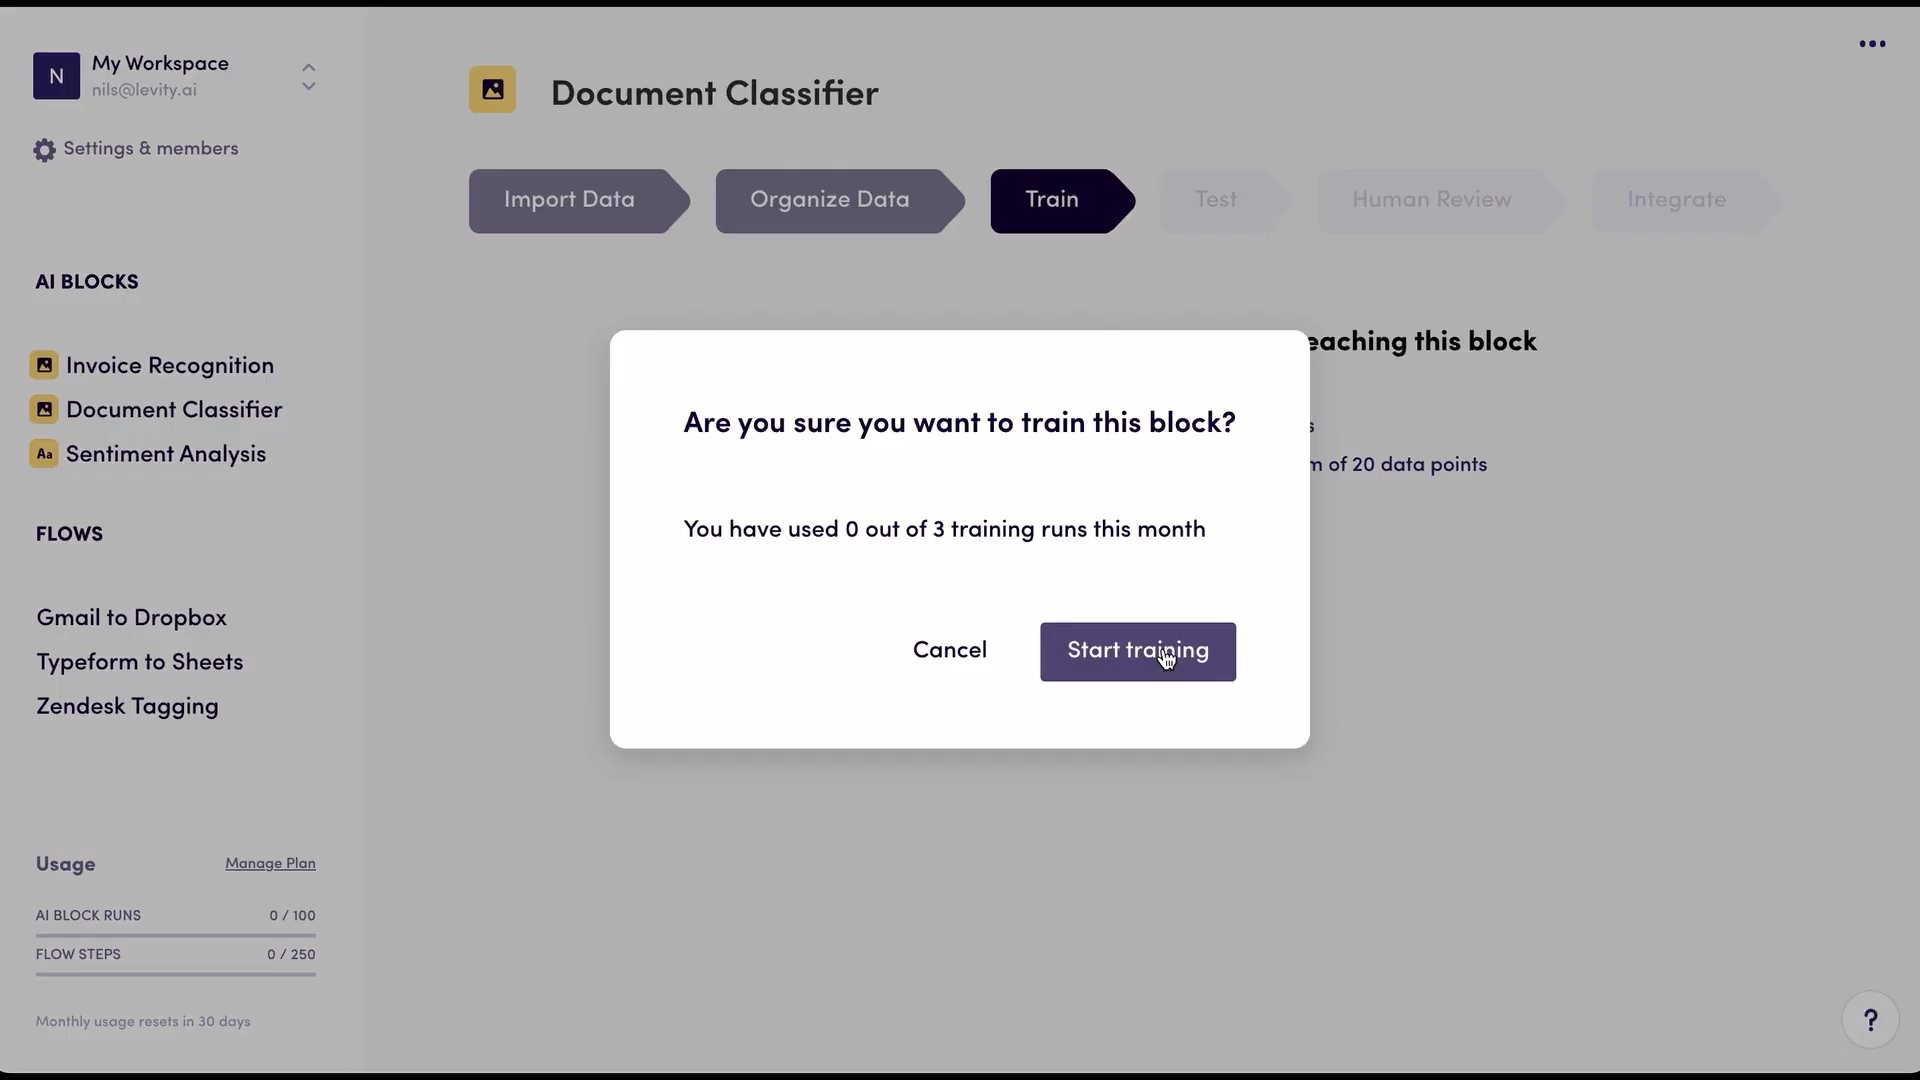 N
My Workspace
nils@levity.ai
Settings & members
AI BLOCKS
Invoice Recognition
Document Classifier
Aa Sentiment Analysis
FLOWS
Gmail to Dropbox
Typeform to Sheets
Zendesk Tagging
Usage Manage Plan
AI BLOCK RUNS 0 / 100
FLOW STEPS 0 / 250
Monthly usage resets in 30 days
Document Classifier
Import Data Organize Data Train Test Human Review Integrate
this block
of 20 data points
Are you sure you want to train this block?
You have used 0 out of 3 training runs this month
Cancel Start training
?